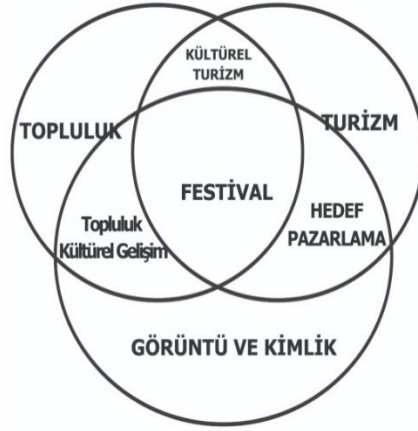 KÜLTÜREL
TURİZM
TOPLULUK
TURİZM
FESTİVAL
HEDEF
PAZARLAMA
Topluluk
Kültürel Gelişim
GÖRÜNTÜ VE KİMLİK